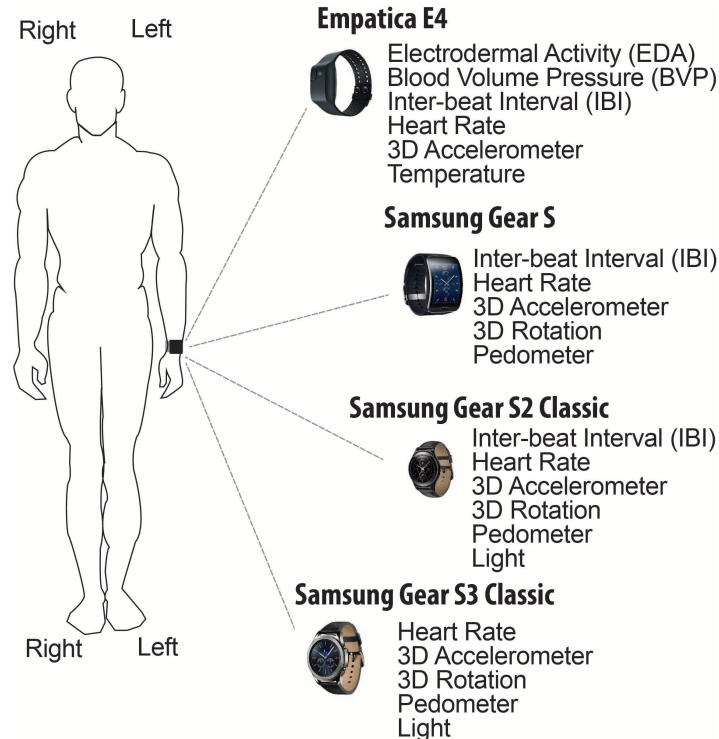 Right Left
Empatica E4
Electrodermal Activity (EDA)
Blood Volume Pressure (BVP)
Inter-beat Interval (IBI)
Heart Rate
3D Accelerometer
Temperature
Samsung Gear S
Inter-beat Interval (IBI)
Heart Rate
3D Accelerometer
3D Rotation
Pedometer
Samsung Gear S2 Classic
Inter-beat Interval (IBI)
Heart Rate
3D Accelerometer
3D Rotation
Pedometer
Light
Samsung Gear S3 Classic
Heart Rate
3D Accelerometer
3D Rotation
Pedometer
Light
Right Left